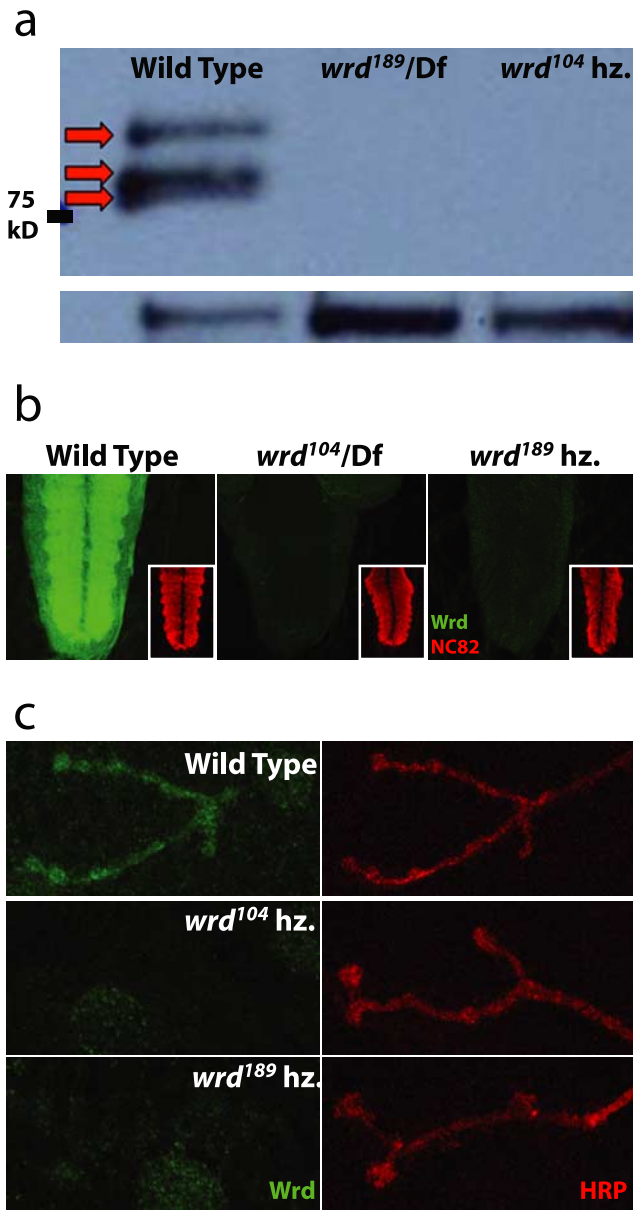 a
Wild Type wrd189/Df wrd104 hz.
75
kD
b
Wild Type wrd104/Df wrd189 hz.
Wrd
NC82
c
Wild Type
wrd104 hz.
wrd189 hz.
Wrd HRP